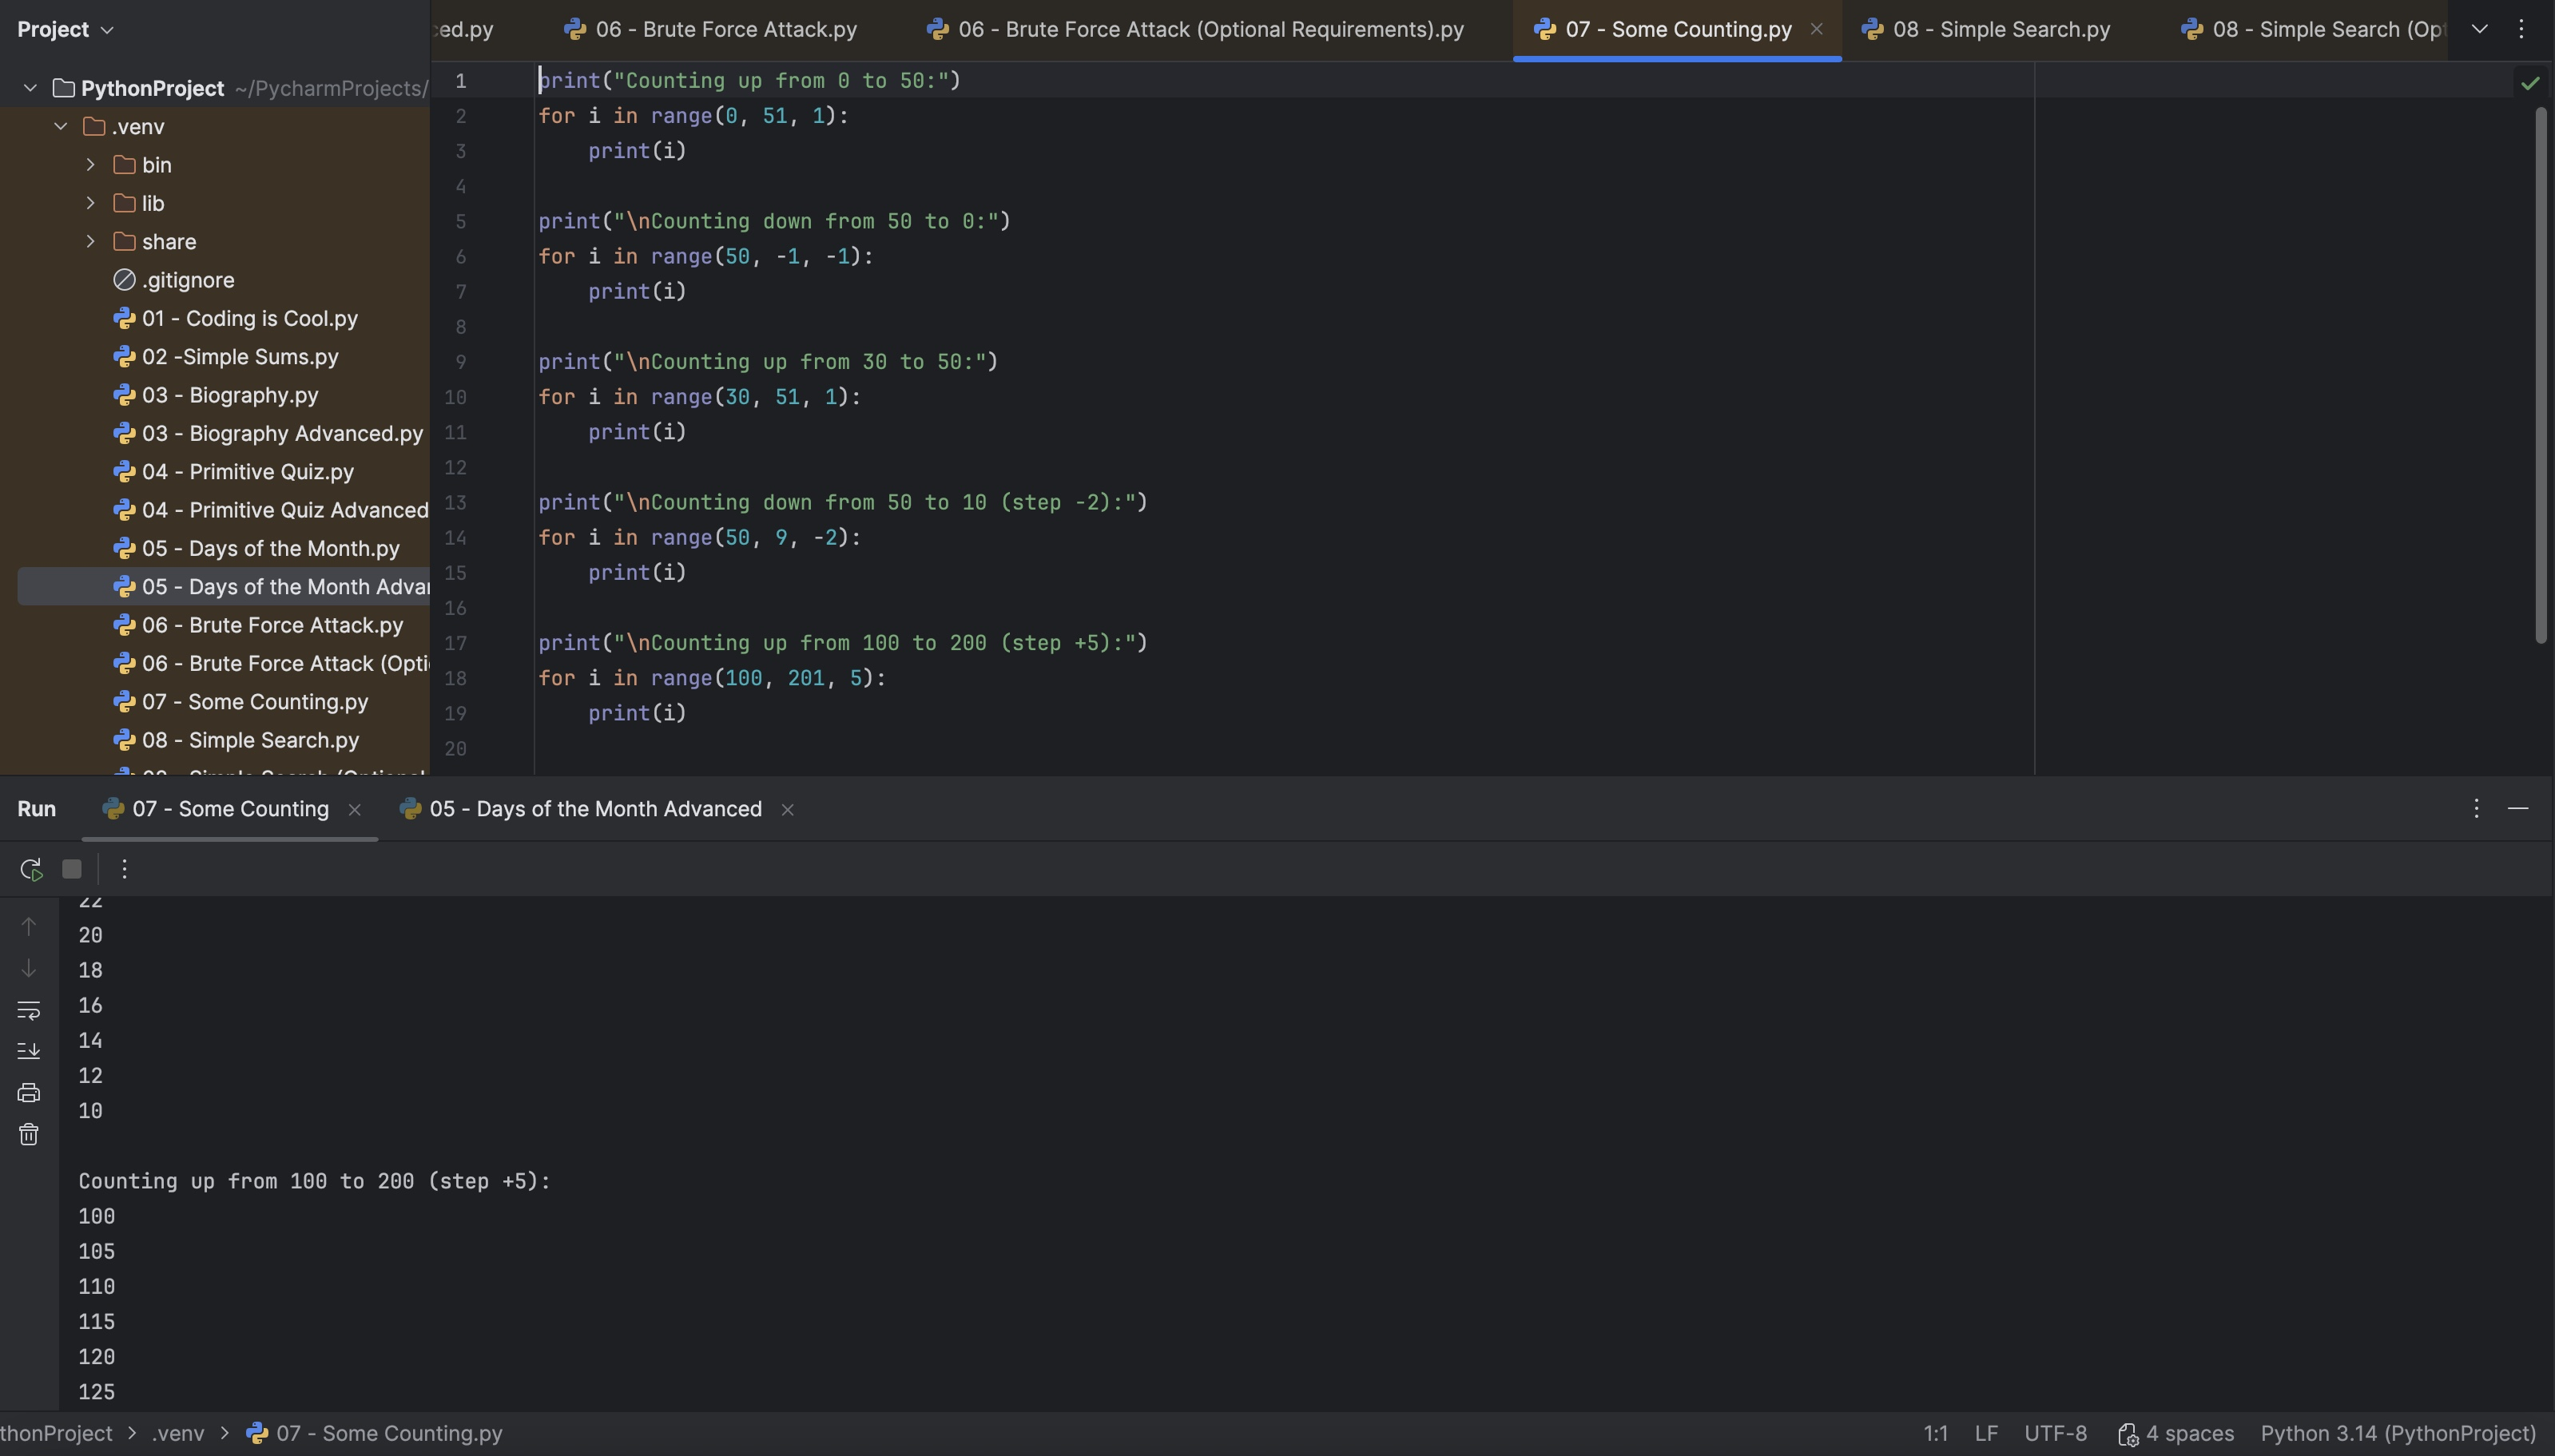 Project
ced.py
06 - Brute Force Attack.py
06 - Brute Force Attack (Optional Requirements).py
07 - Some Counting.py
08 - Simple Search.py
08 - Simple Search (Opt
PythonProject ~/PycharmProjects/
.venv
bin
lib
share
.gitignore
01 - Coding is Cool.py
02 -Simple Sums.py
03 - Biography.py
03 - Biography Advanced.py
04 - Primitive Quiz.py
04 - Primitive Quiz Advanced
05 - Days of the Month.py
05 - Days of the Month Advan
06 - Brute Force Attack.py
06 - Brute Force Attack (Optio
07 - Some Counting.py
08 - Simple Search.py
08 - Simple Search (Optional
1 print("Counting up from 0 to 50:")
2 for i in range(0, 51, 1):
3     print(i)
4
5 print("\nCounting down from 50 to 0:")
6 for i in range(50, -1, -1):
7     print(i)
8
9 print("\nCounting up from 30 to 50:")
10 for i in range(30, 51, 1):
11     print(i)
12
13 print("\nCounting down from 50 to 10 (step -2):")
14 for i in range(50, 9, -2):
15     print(i)
16
17 print("\nCounting up from 100 to 200 (step +5):")
18 for i in range(100, 201, 5):
19     print(i)
20
Run
07 - Some Counting
05 - Days of the Month Advanced
22
20
18
16
14
12
10
Counting up from 100 to 200 (step +5):
100
105
110
115
120
125
thonProject > .venv > 07 - Some Counting.py
1:1 LF UTF-8 4 spaces Python 3.14 (PythonProject)